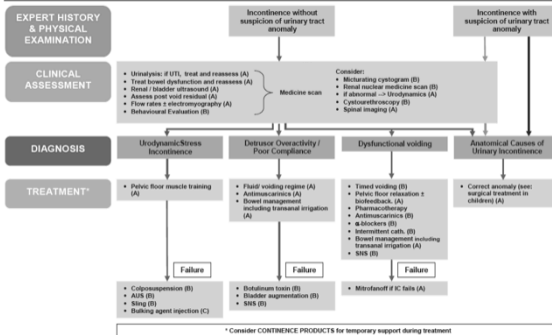 EXPERT HISTORY
& PHYSICAL
EXAMINATION
Incontinence without
suspicion of urinary tract
anomaly
Incontinence with
suspicion of urinary tract
anomaly
CLINICAL
ASSESSMENT
• Urinalysis: if UTI, treat and reassess (A)
• Treat bowel dysfunction and reassess (A)
• Renal / bladder ultrasound (A)
• Assess post void residual (A)
• Flow rates ± electromyography (A)
• Behavioural Evaluation (B)
Medicine scan
Consider:
• Micturating cystogram (B)
• Renal nuclear medicine scan (B)
• if abnormal --> Urodynamics (A)
• Cystourethroscopy (B)
• Spinal imaging (A)
DIAGNOSIS
UrodynamicStress
Incontinence
Detrusor Overactivity /
Poor Compliance
Dysfunctional voiding
Anatomical Causes of
Urinary Incontinence
TREATMENT*
• Pelvic floor muscle training
(A)
• Fluid/ voiding regime (A)
• Antimuscarinics (A)
• Bowel management
including transanal irrigation
(A)
• Timed voiding (B)
• Pelvic floor relaxation ±
biofeedback. (A)
• Pharmacotherapy
• Antimuscarinics (B)
• α-blockers (B)
• Intermittent cath. (B)
• Bowel management including
transanal irrigation (A)
• SNS (B)
• Correct anomaly (see:
surgical treatment in
children) (A)
Failure
Failure
Failure
• Colposuspension (B)
• AUS (B)
• Sling (B)
• Bulking agent injection (C)
• Botulinum toxin (B)
• Bladder augmentation (B)
• SNS (B)
• Mitrofanoff if IC fails (A)
* Consider CONTINENCE PRODUCTS for temporary support during treatment